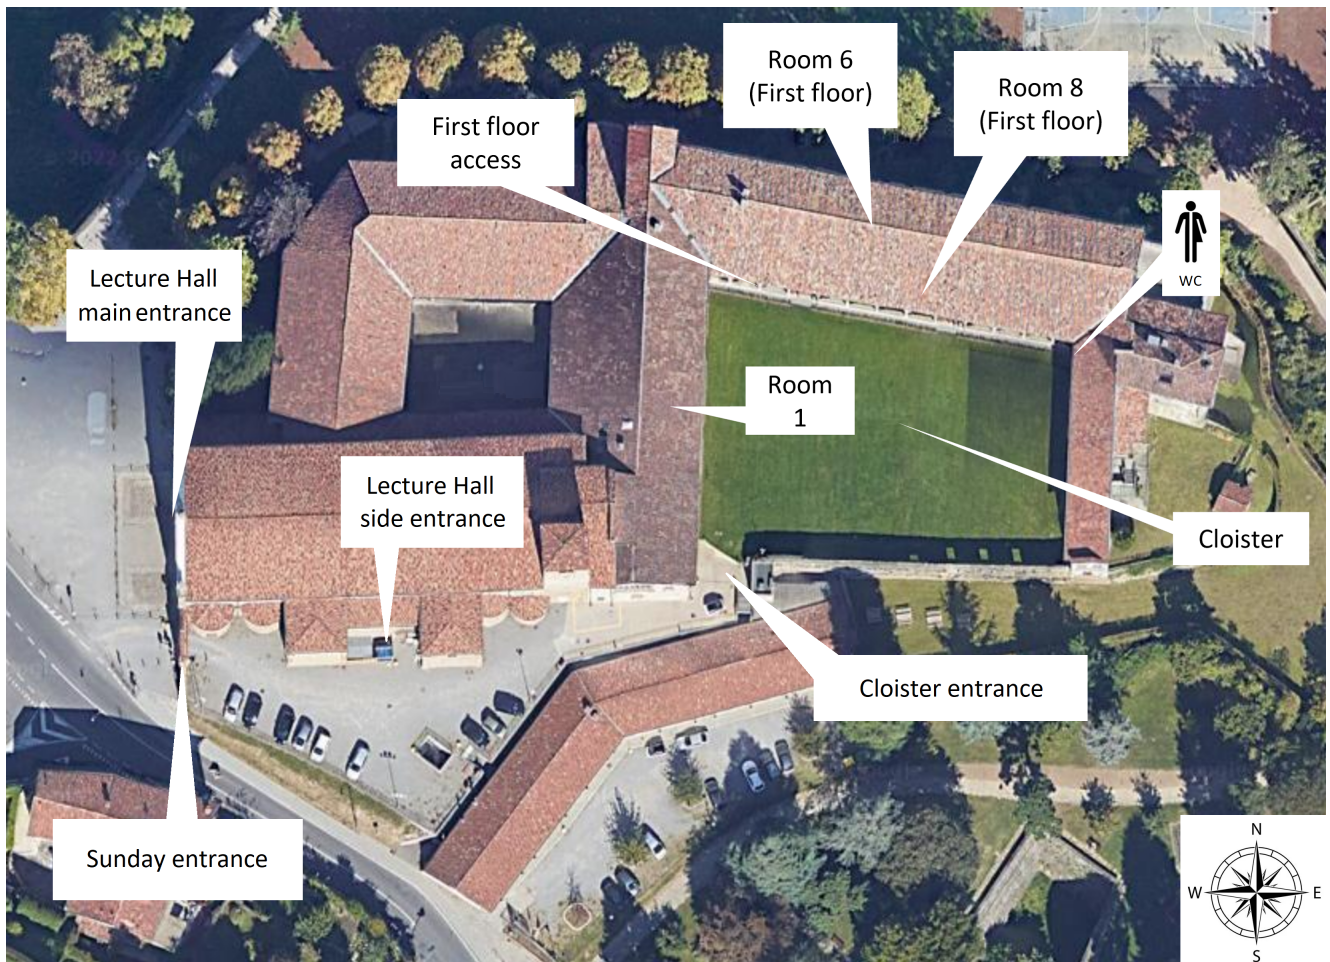 Room 6
(First floor)
Room 8
(First floor)
First floor
access
WC
Lecture Hall
main entrance
Room
1
Lecture Hall
side entrance
Cloister
Cloister entrance
Sunday entrance
N
W
E
S